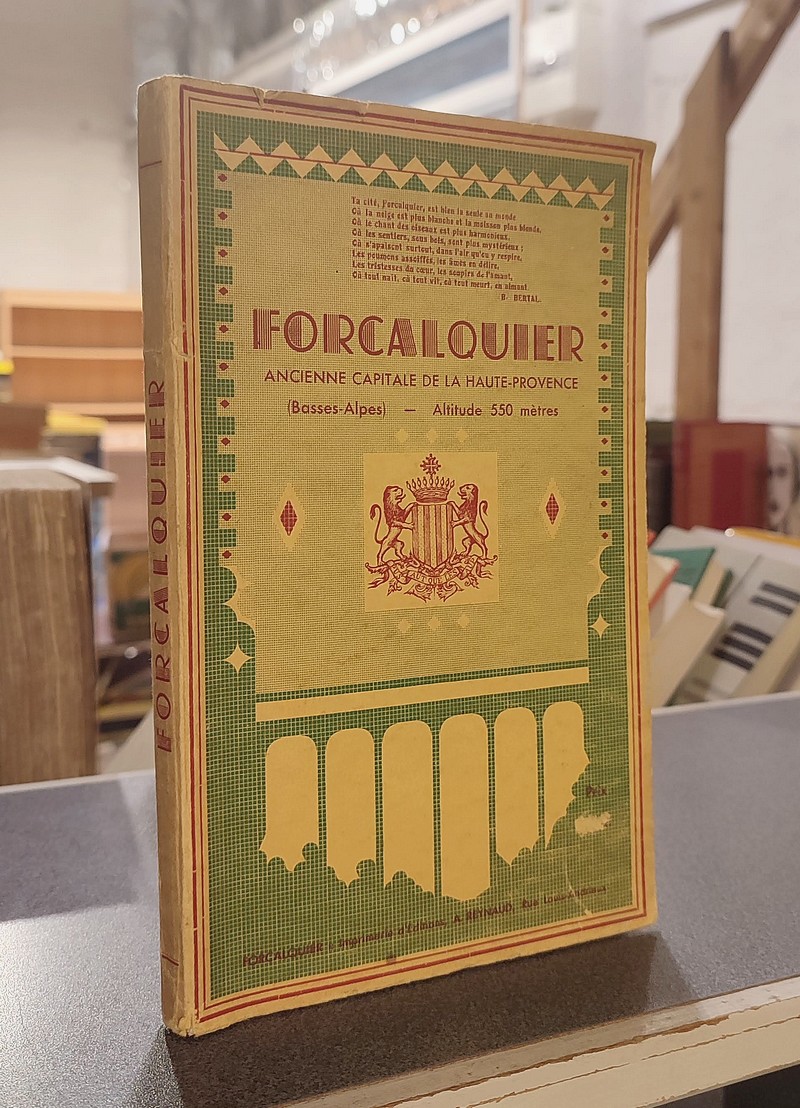 Ta cité, Forcalquier, est bien la seule au monde
Où la neige est plus blanche et la moisson plus blonde,
Où le chant des oiseaux est plus harmonieux,
Où les sentiers, sous bois, sont plus mystérieux ;
Où s'apaisent surtout, dans l'air qu'on y respire,
Les poumons assoiffés, les âmes en délire,
Les tristesses du cœur, les soupirs de l'amant,
Où tout naît, où tout vit, où tout meurt, en aimant.
B. BERTAL.
FORCALQUIER
ANCIENNE CAPITALE DE LA HAUTE-PROVENCE
(Basses-Alpes) — Altitude 550 mètres
Prix
FORCALQUIER - Imprimerie d'Editions, A. REYNAUD, Rue
FORCALQUIER